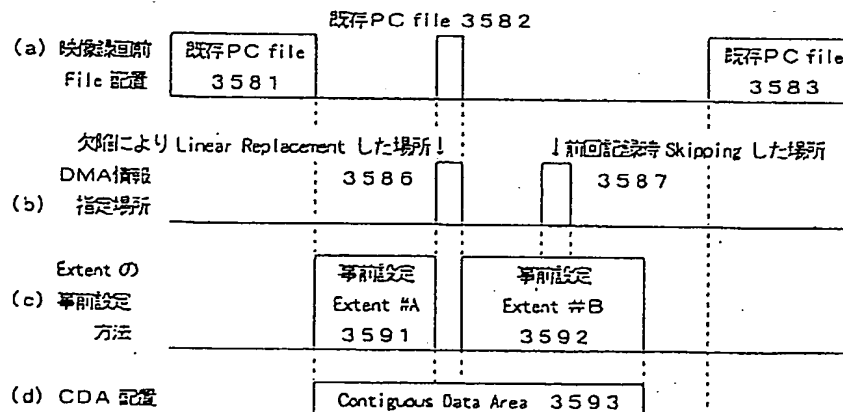 既存PC file 3582
(a) 映像録画前 既存PC file 既存PC file
File 配置 3581 3583
欠陥により Linear Replacement した場所↓ ↓前回記録時 Skipping した場所
DMA情報 3586 3587
(b) 指定場所
Extent の 事前設定 事前設定
(c) 事前設定 Extent #A Extent #B
方法 3591 3592
(d) CDA 配置 Contiguous Data Area 3593